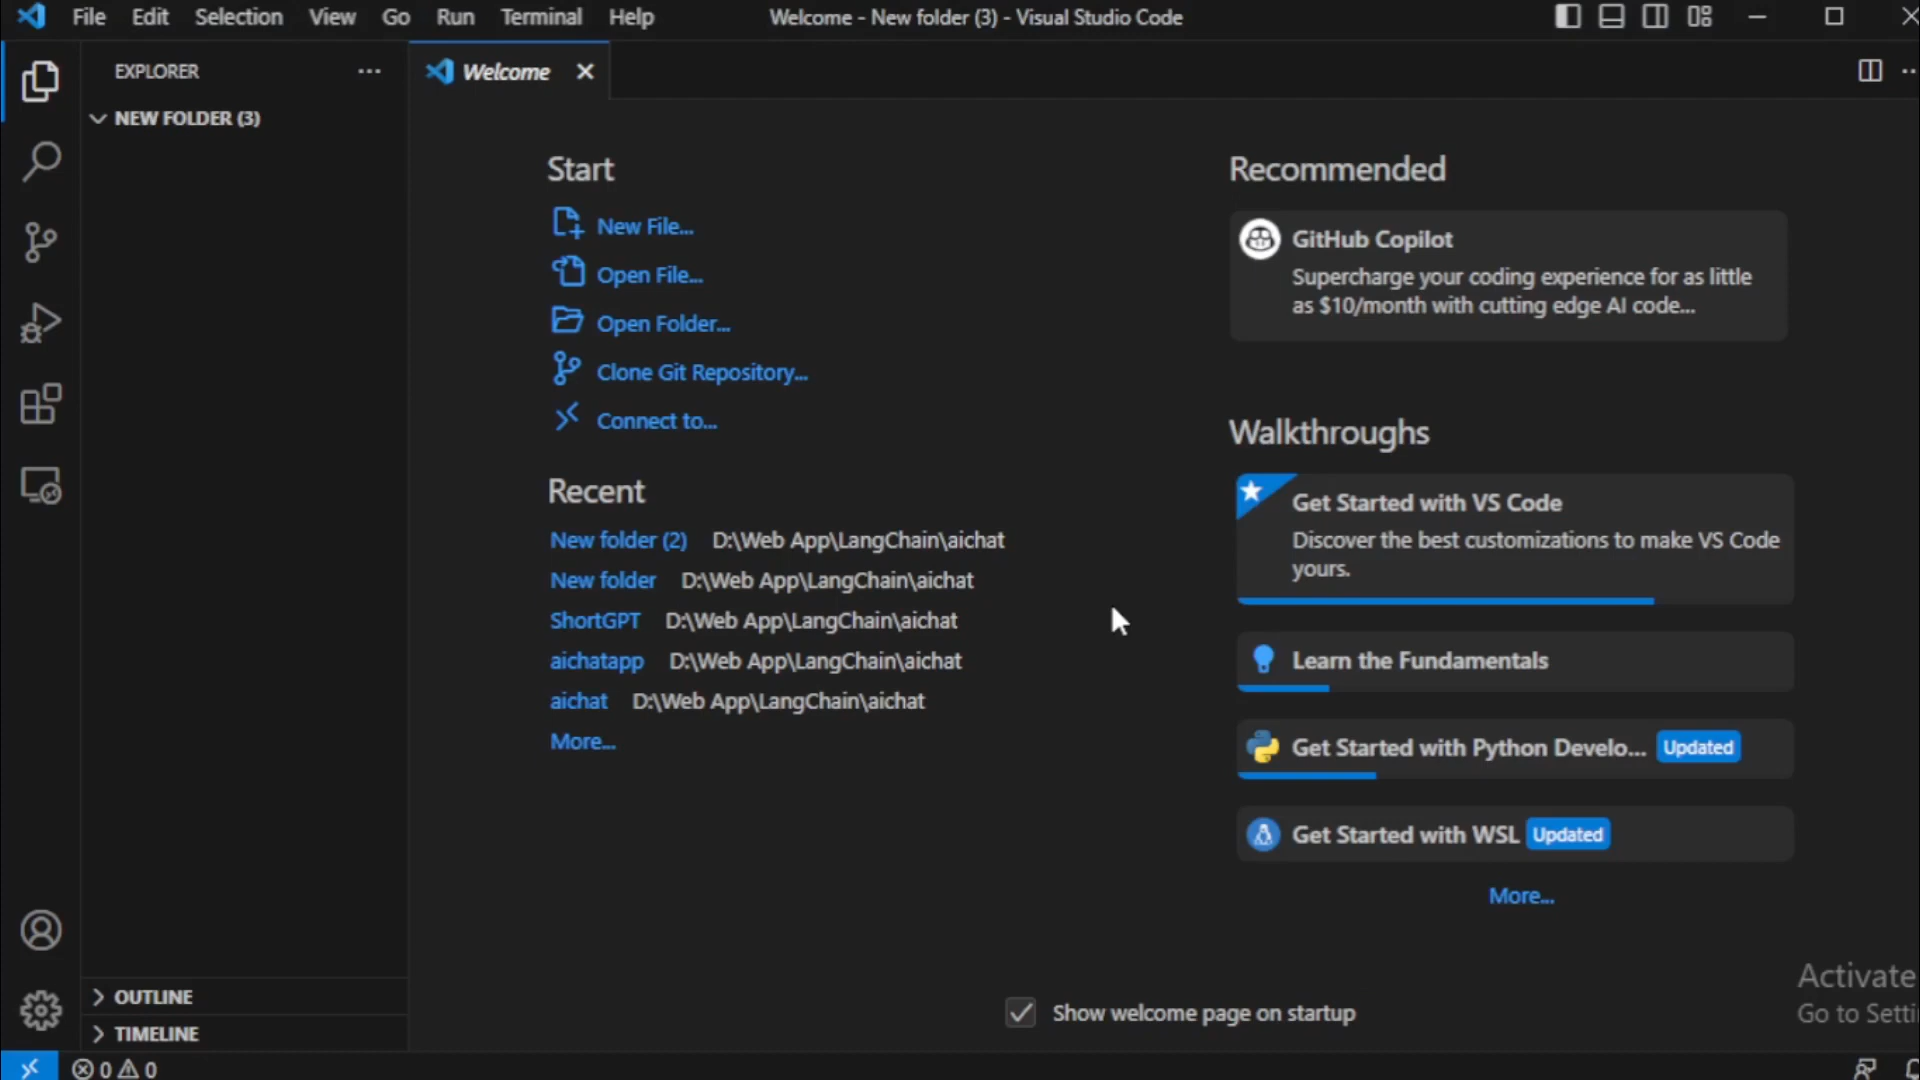 File Edit Selection View Go Run Terminal Help Welcome - New folder (3) - Visual Studio Code
EXPLORER
NEW FOLDER (3)
OUTLINE
TIMELINE
Welcome
Start
New File...
Open File...
Open Folder...
Clone Git Repository...
Connect to...
Recent
New folder (2) D:\Web App\LangChain\aichat
New folder D:\Web App\LangChain\aichat
ShortGPT D:\Web App\LangChain\aichat
aichatapp D:\Web App\LangChain\aichat
aichat D:\Web App\LangChain\aichat
More...
Recommended
GitHub Copilot
Supercharge your coding experience for as little
as $10/month with cutting edge AI code...
Walkthroughs
Get Started with VS Code
Discover the best customizations to make VS Code
yours.
Learn the Fundamentals
Get Started with Python Develo... Updated
Get Started with WSL Updated
More...
Show welcome page on startup
Activate
Go to Setti
0 0